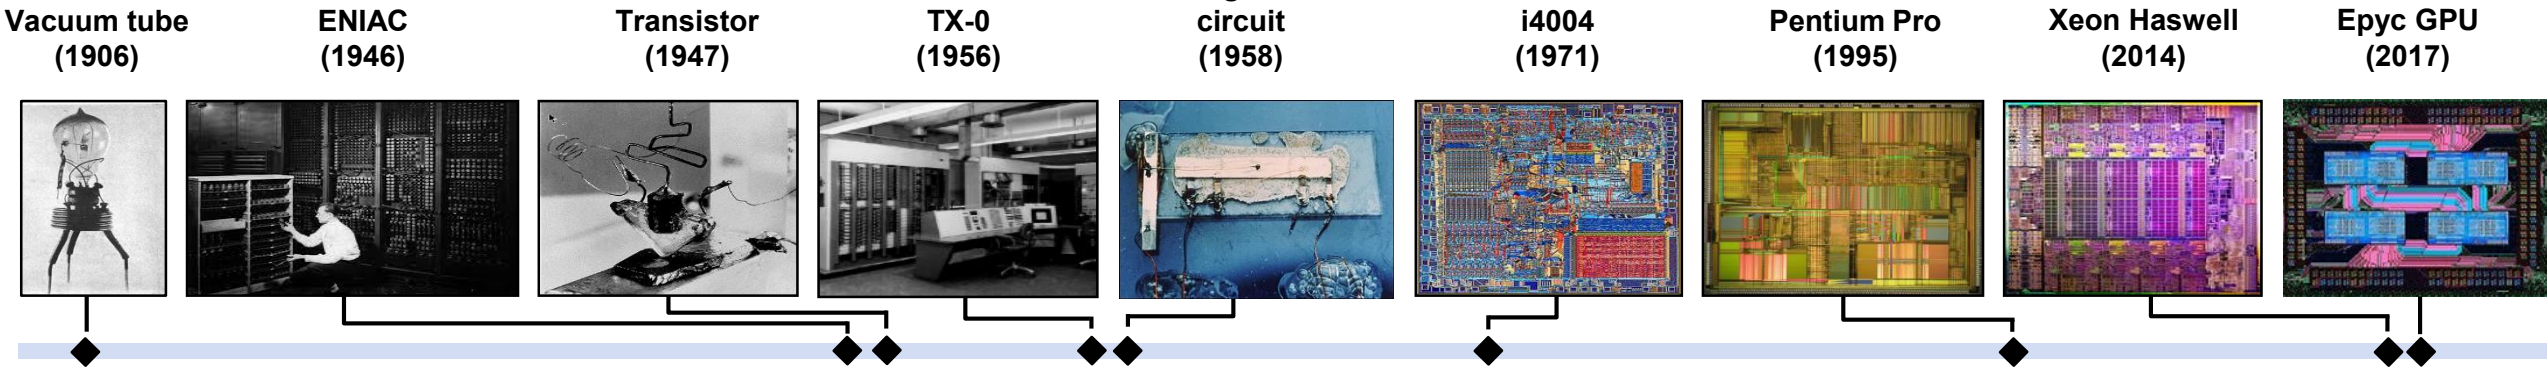 Vacuum tube
(1906)
ENIAC
(1946)
Transistor
(1947)
TX-0
(1956)
circuit
(1958)
i4004
(1971)
Pentium Pro
(1995)
Xeon Haswell
(2014)
Epyc GPU
(2017)